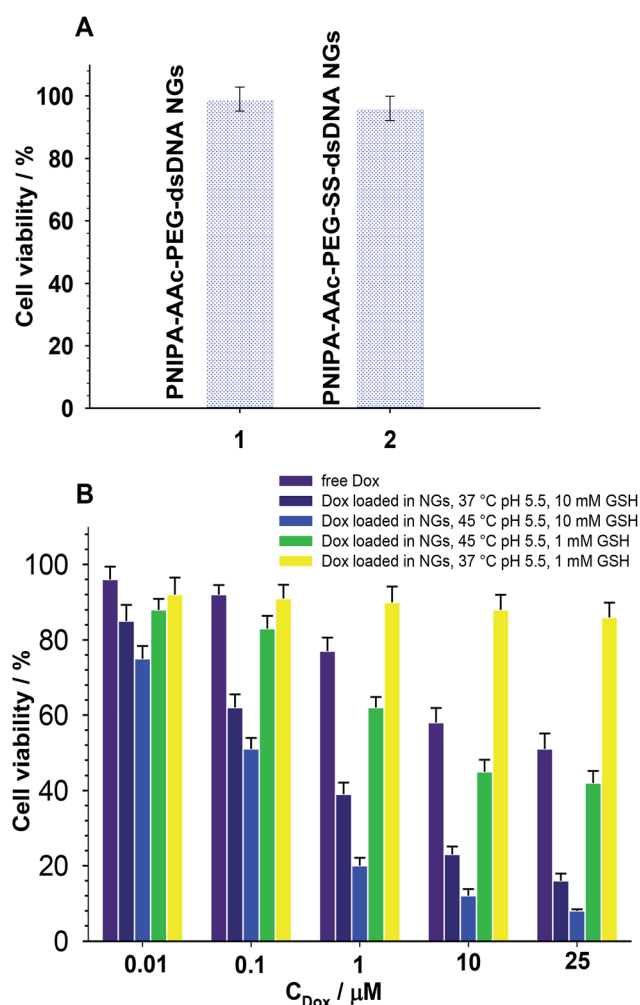 A
Cell viability / %
100
80
60
40
20
0
PNIPA-AAc-PEG-dsDNA NGs
PNIPA-AAc-PEG-SS-dsDNA NGs
1
2
B
free Dox
Dox loaded in NGs, 37 °C pH 5.5, 10 mM GSH
Dox loaded in NGs, 45 °C pH 5.5, 10 mM GSH
Dox loaded in NGs, 45 °C pH 5.5, 1 mM GSH
Dox loaded in NGs, 37 °C pH 5.5, 1 mM GSH
Cell viability / %
100
80
60
40
20
0
0.01
0.1
1
10
25
C_Dox / μM